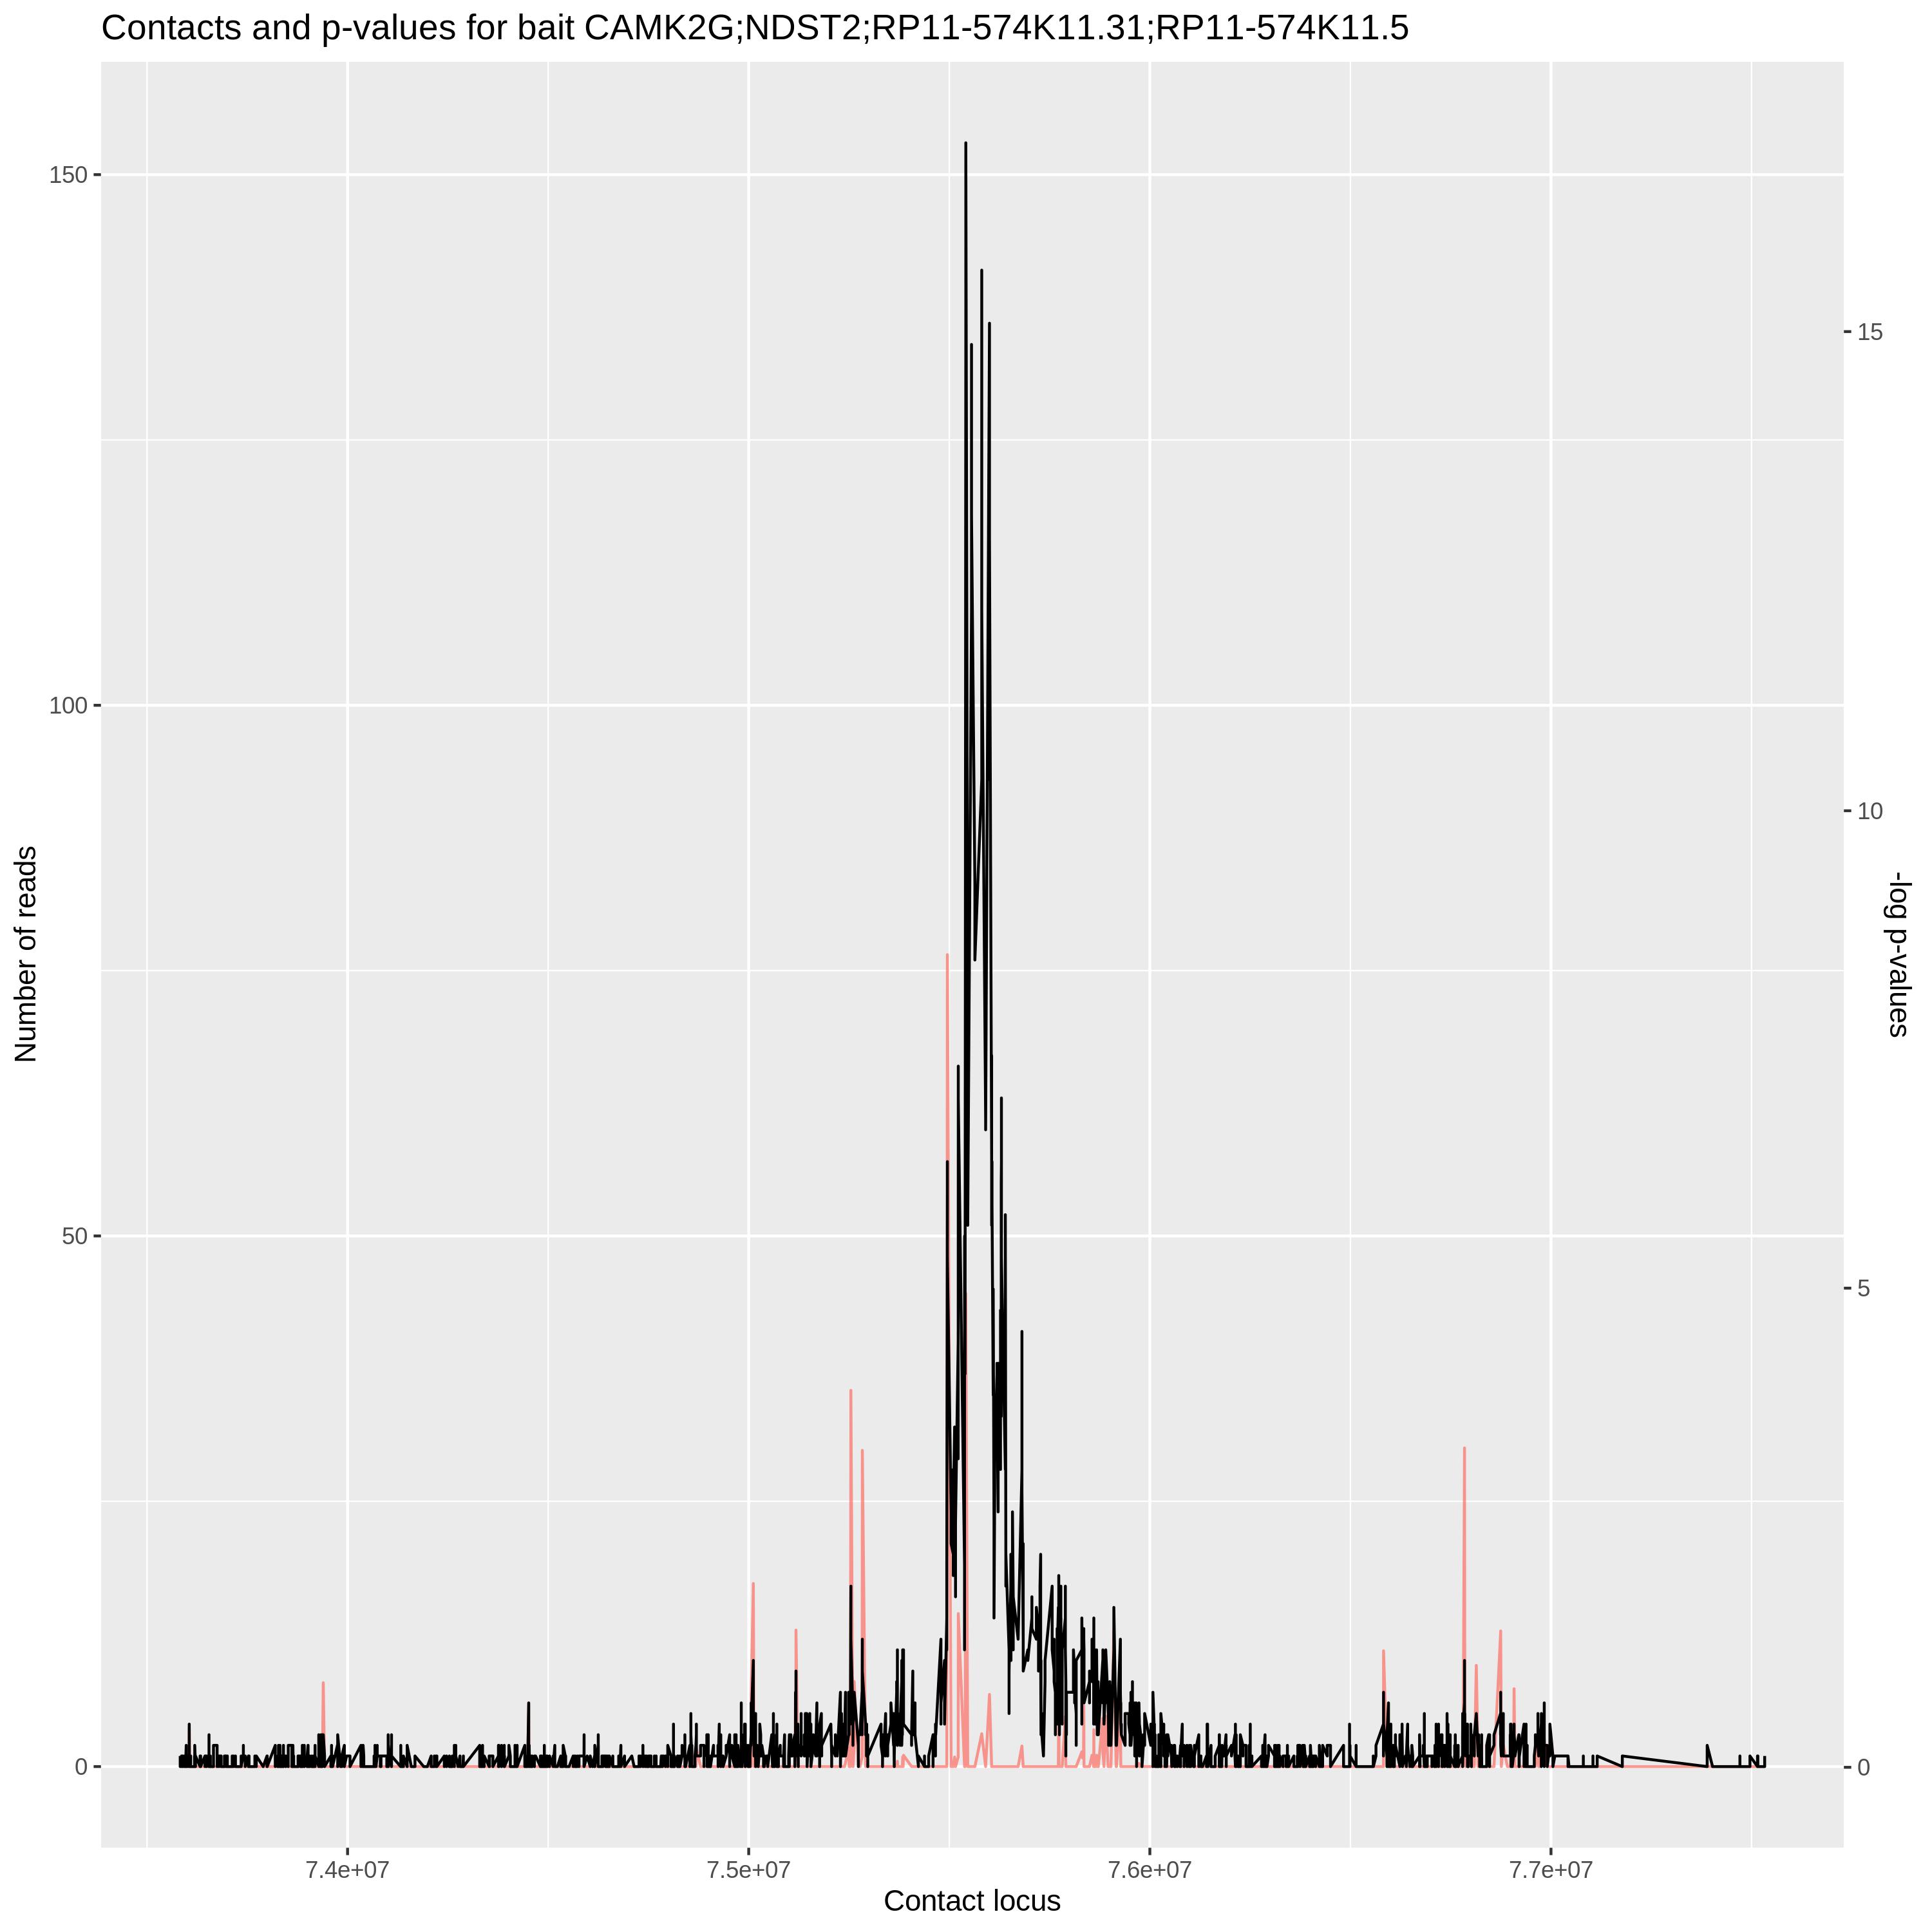 Contacts and p-values for bait CAMK2G;NDST2;RP11-574K11.31;RP11-574K11.5
150
100
50
0
Number of reads
15
10
5
0
-log p-values
7.4e+07
7.5e+07
7.6e+07
7.7e+07
Contact locus